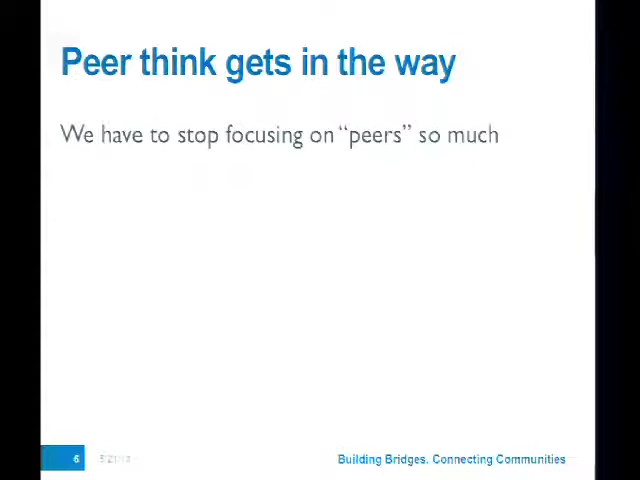 Peer think gets in the way
We have to stop focusing on “peers” so much
6
Building Bridges. Connecting Communities